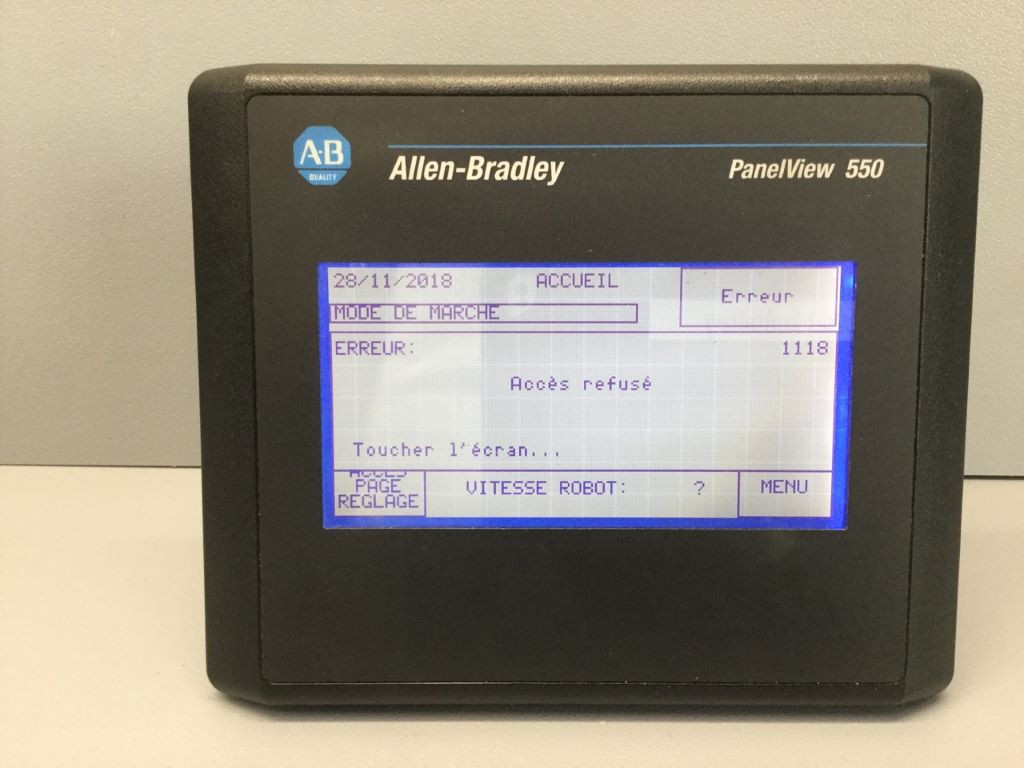 A·B
QUALITY
Allen-Bradley
PanelView 550
28/11/2018 ACCUEIL
Erreur
MODE DE MARCHE
ERREUR: 1118
Accès refusé
Toucher l'écran...
ACCES
PAGE
REGLAGE
VITESSE ROBOT: ?
MENU